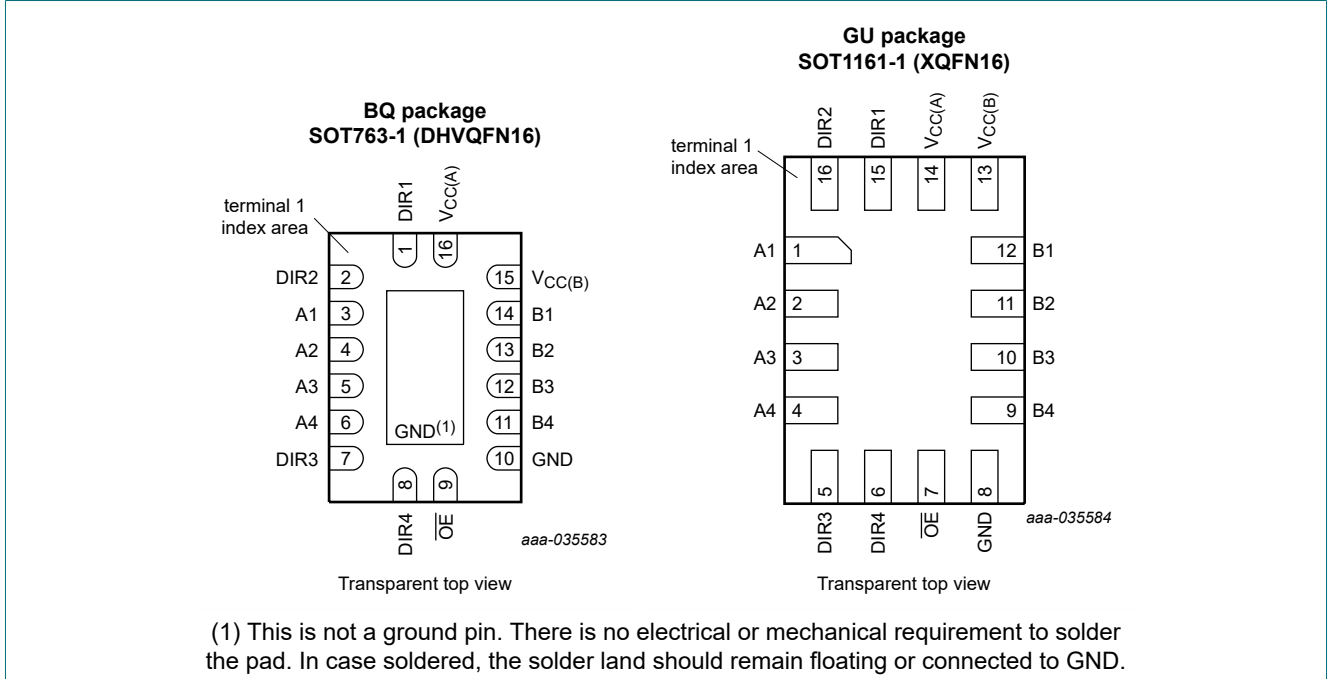 BQ package
SOT763-1 (DHVQFN16)
terminal 1
index area
DIR1
VCC(A)
1
16
DIR2 2
15 VCC(B)
A1 3
14 B1
A2 4
13 B2
A3 5
12 B3
A4 6
11 B4
GND(1)
DIR3 7
10 GND
8
9
DIR4
OE
aaa-035583
Transparent top view
GU package
SOT1161-1 (XQFN16)
terminal 1
index area
DIR2
DIR1
VCC(A)
VCC(B)
16
15
14
13
A1 1
12 B1
A2 2
11 B2
A3 3
10 B3
A4 4
9 B4
5
6
7
8
DIR3
DIR4
OE
GND
aaa-035584
Transparent top view
(1) This is not a ground pin. There is no electrical or mechanical requirement to solder
the pad. In case soldered, the solder land should remain floating or connected to GND.